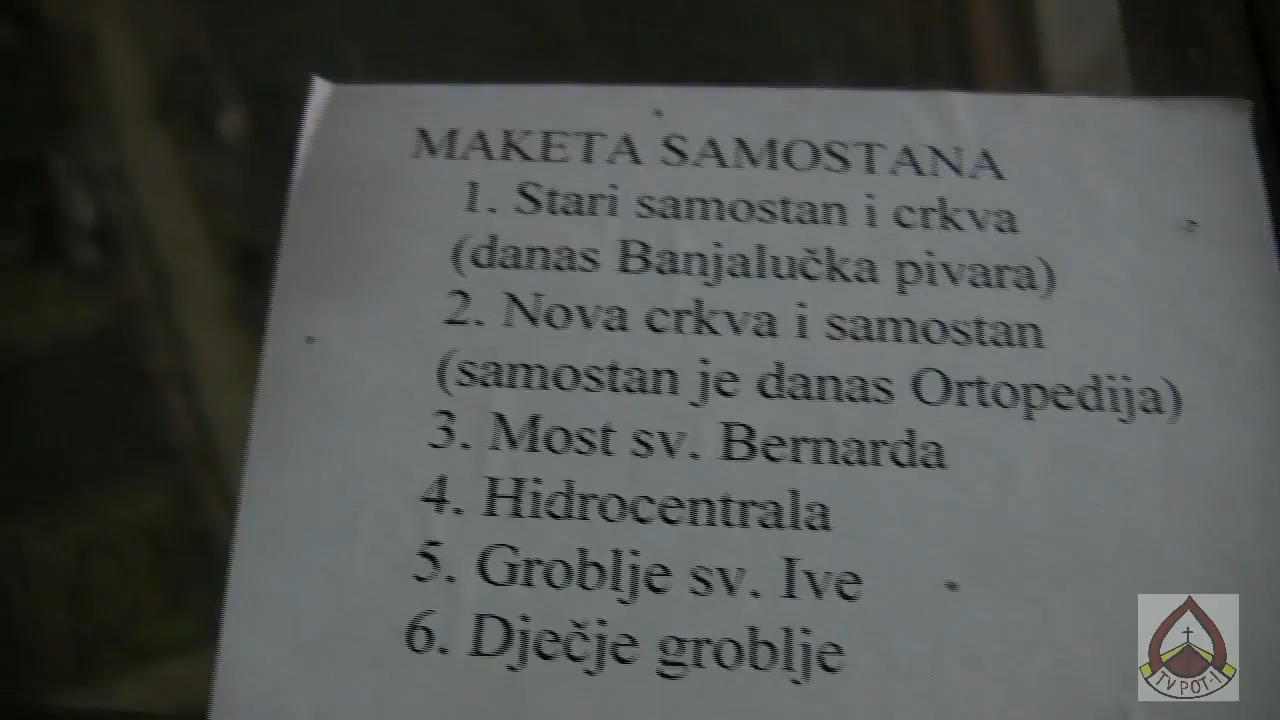 MAKETA SAMOSTANA
1. Stari samostan i crkva
(danas Banjalučka pivara)
2. Nova crkva i samostan
(samostan je danas Ortopedija)
3. Most sv. Bernarda
4. Hidrocentrala
5. Groblje sv. Ive
6. Dječje groblje
TV POT-1